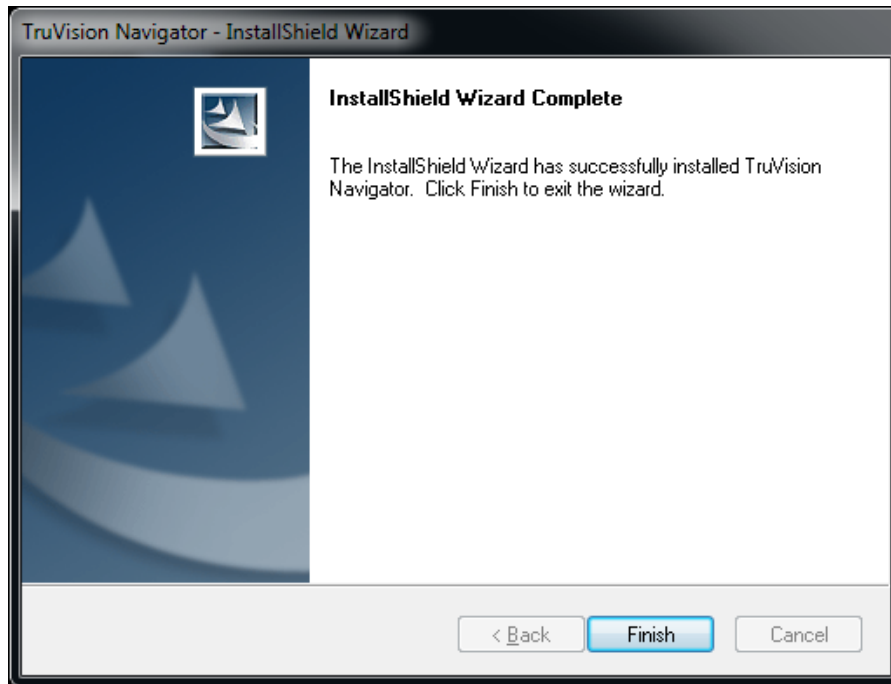 TruVision Navigator - InstallShield Wizard
InstallShield Wizard Complete
The InstallShield Wizard has successfully installed TruVision
Navigator.  Click Finish to exit the wizard.
< Back
Finish
Cancel